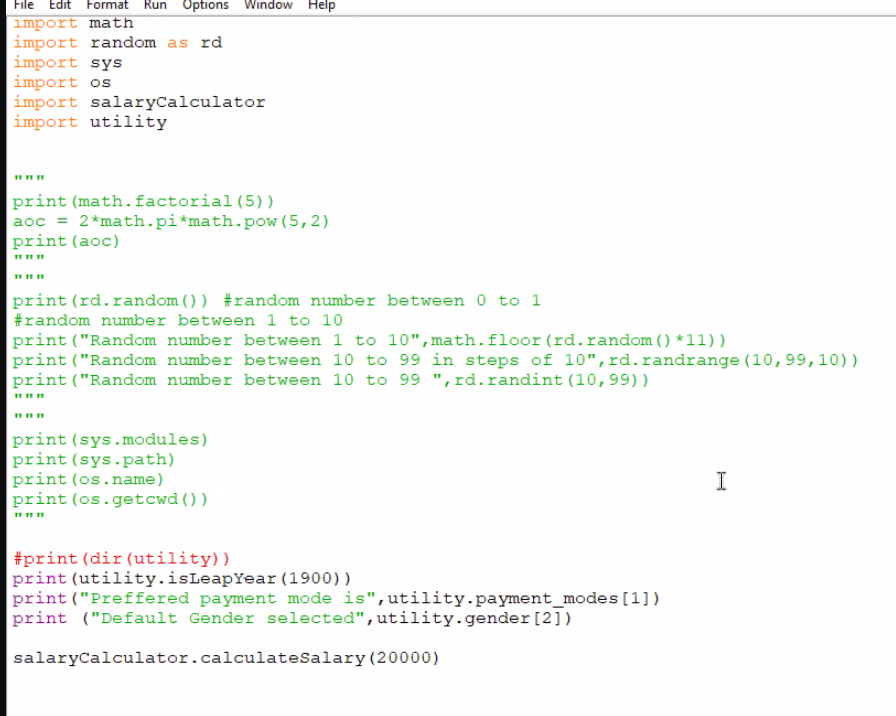 File Edit Format Run Options Window Help
import math
import random as rd
import sys
import os
import salaryCalculator
import utility
"""
print(math.factorial(5))
aoc = 2*math.pi*math.pow(5,2)
print(aoc)
"""
"""
print(rd.random()) #random number between 0 to 1
#random number between 1 to 10
print("Random number between 1 to 10",math.floor(rd.random()*11))
print("Random number between 10 to 99 in steps of 10",rd.randrange(10,99,10))
print("Random number between 10 to 99 ",rd.randint(10,99))
"""
"""
print(sys.modules)
print(sys.path)
print(os.name)
print(os.getcwd())
"""
#print(dir(utility))
print(utility.isLeapYear(1900))
print("Preffered payment mode is",utility.payment_modes[1])
print ("Default Gender selected",utility.gender[2])
salaryCalculator.calculateSalary(20000)